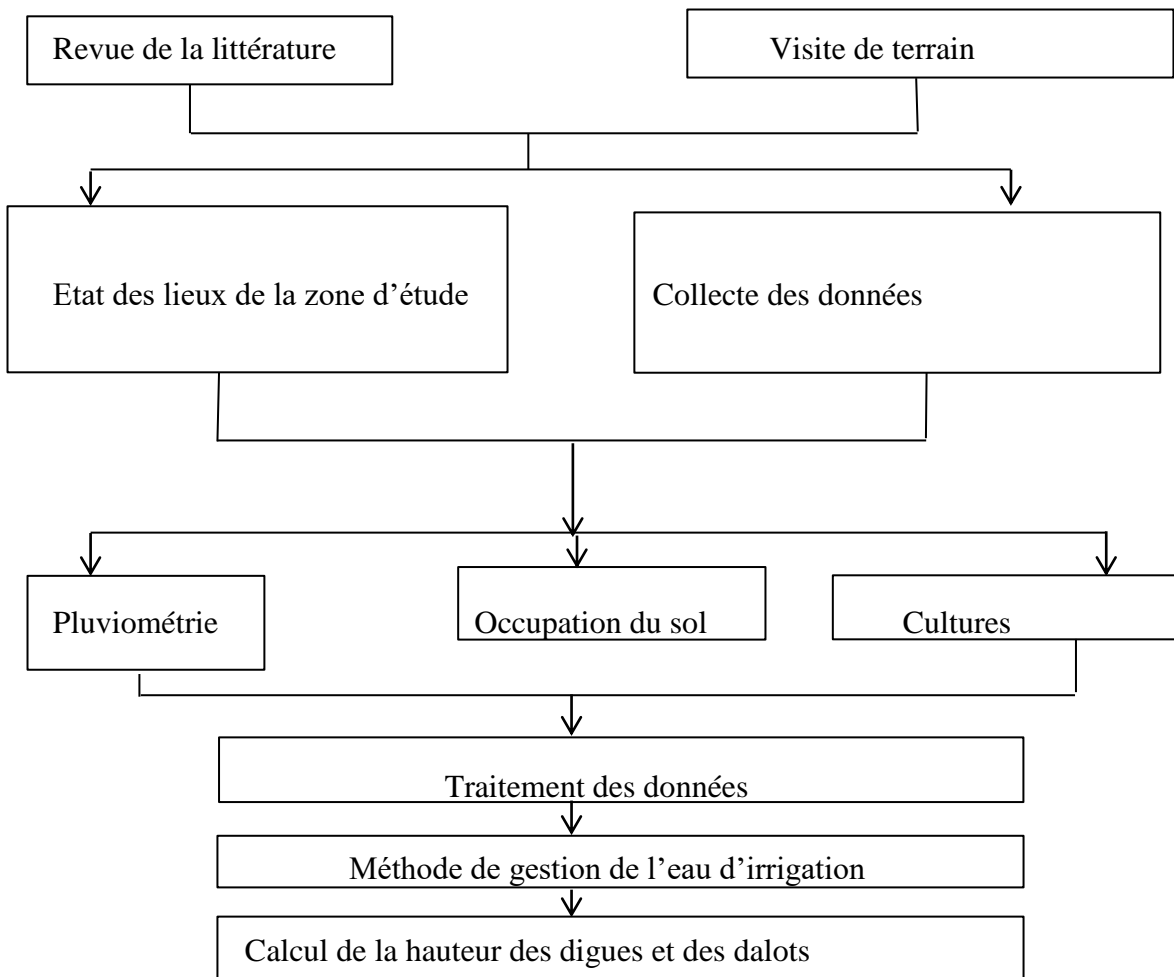 Revue de la littérature
Visite de terrain
Etat des lieux de la zone d’étude
Collecte des données
Pluviométrie
Occupation du sol
Cultures
Traitement des données
Méthode de gestion de l’eau d’irrigation
Calcul de la hauteur des digues et des dalots